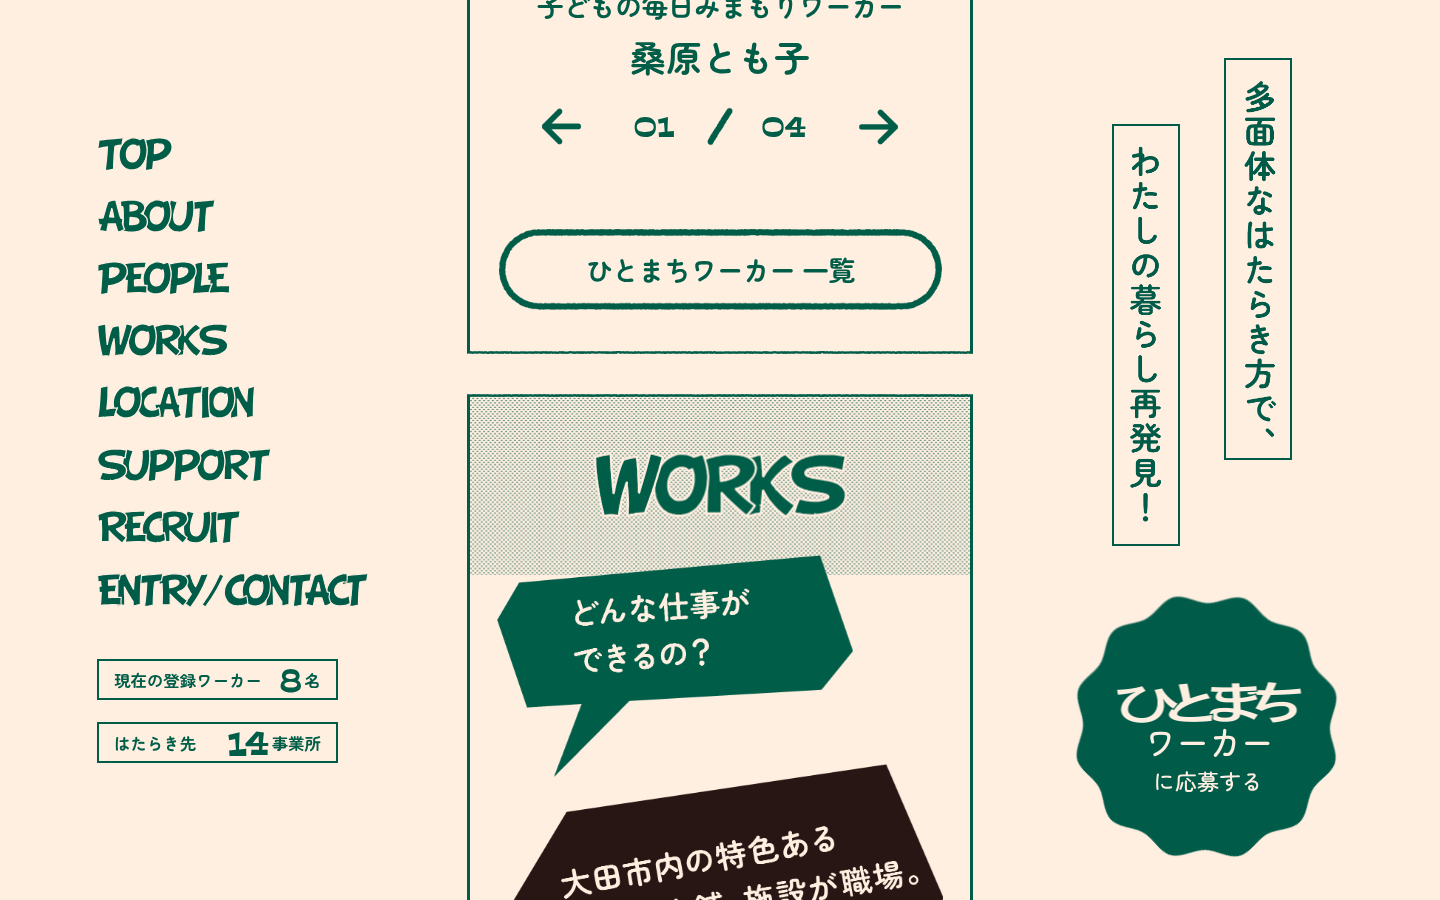 TOP
ABOUT
PEOPLE
WORKS
LOCATION
SUPPORT
RECRUIT
ENTRY/CONTACT
現在の登録ワーカー 8名
はたらき先 14事業所
子どもの毎日みまもりワーカー
桑原とも子
01 / 04
ひとまちワーカー 一覧
WORKS
どんな仕事が
できるの?
大田市内の特色ある
施設が職場。
多面体なはたらき方で、
わたしの暮らし再発見!
ひとまち
ワーカー
に応募する